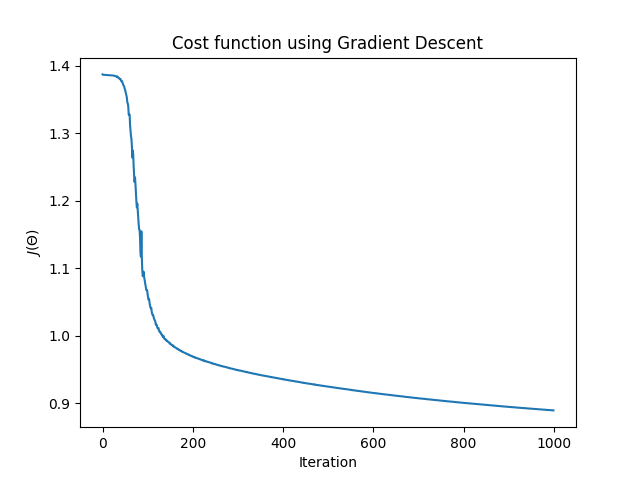 Cost function using Gradient Descent
J(Θ)
1.4
1.3
1.2
1.1
1.0
0.9
0 200 400 600 800 1000
Iteration